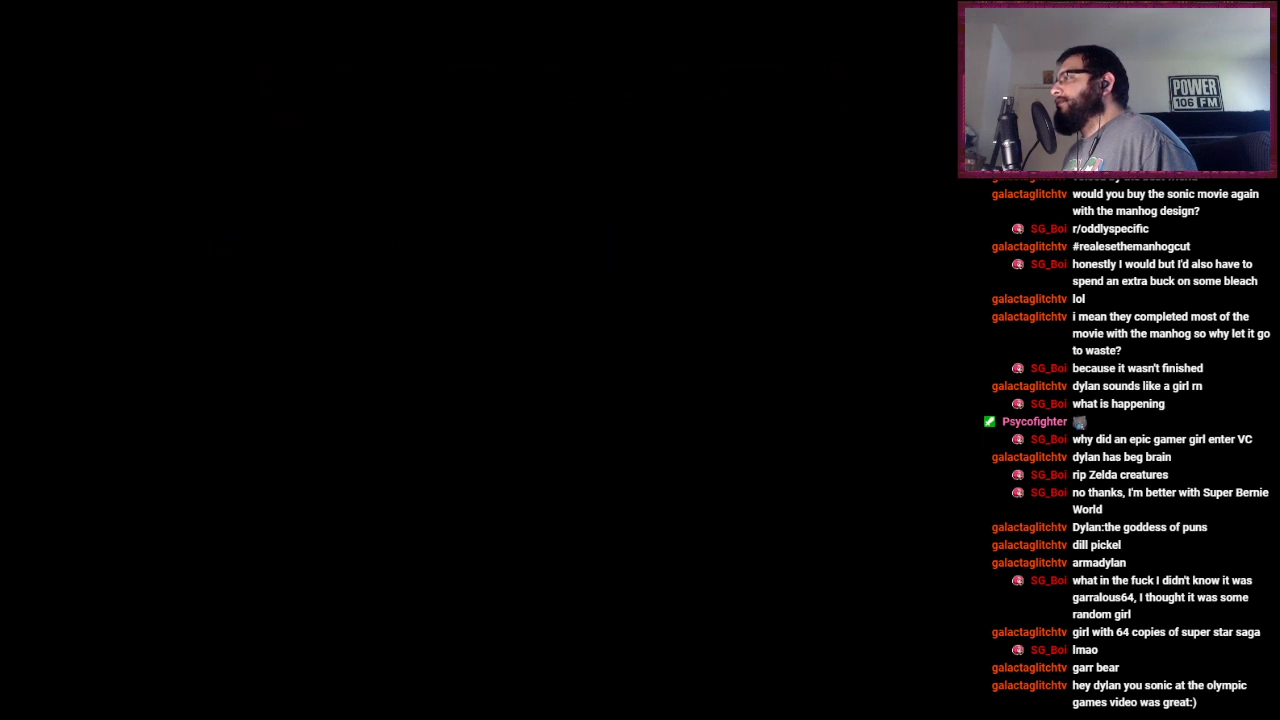 POWER
106 FM
galactaglitchtv would you buy the sonic movie again
with the manhog design?
SG_Boi r/oddlyspecific
galactaglitchtv #realesethemanhogcut
SG_Boi honestly I would but I'd also have to
spend an extra buck on some bleach
galactaglitchtv lol
galactaglitchtv i mean they completed most of the
movie with the manhog so why let it go
to waste?
SG_Boi because it wasn't finished
galactaglitchtv dylan sounds like a girl rn
SG_Boi what is happening
Psycofighter
SG_Boi why did an epic gamer girl enter VC
galactaglitchtv dylan has beg brain
SG_Boi rip Zelda creatures
SG_Boi no thanks, I'm better with Super Bernie
World
galactaglitchtv Dylan:the goddess of puns
galactaglitchtv dill pickel
galactaglitchtv armadylan
SG_Boi what in the fuck I didn't know it was
garralous64, I thought it was some
random girl
galactaglitchtv girl with 64 copies of super star saga
SG_Boi lmao
galactaglitchtv garr bear
galactaglitchtv hey dylan you sonic at the olympic
games video was great:)